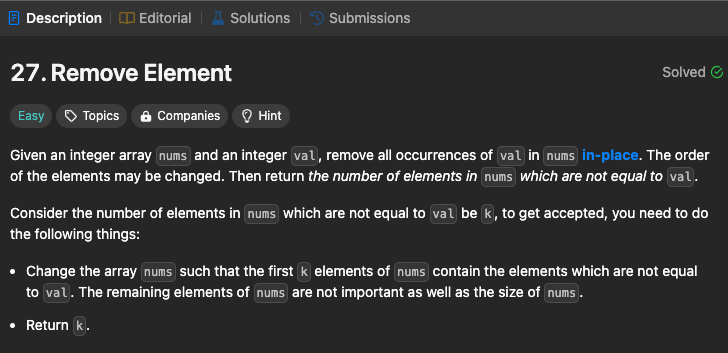 Description | Editorial | Solutions | Submissions
27. Remove Element
Solved
Easy Topics Companies Hint
Given an integer array nums and an integer val, remove all occurrences of val in nums in-place. The order
of the elements may be changed. Then return the number of elements in nums which are not equal to val.
Consider the number of elements in nums which are not equal to val be k, to get accepted, you need to do
the following things:
• Change the array nums such that the first k elements of nums contain the elements which are not equal
to val. The remaining elements of nums are not important as well as the size of nums.
• Return k.